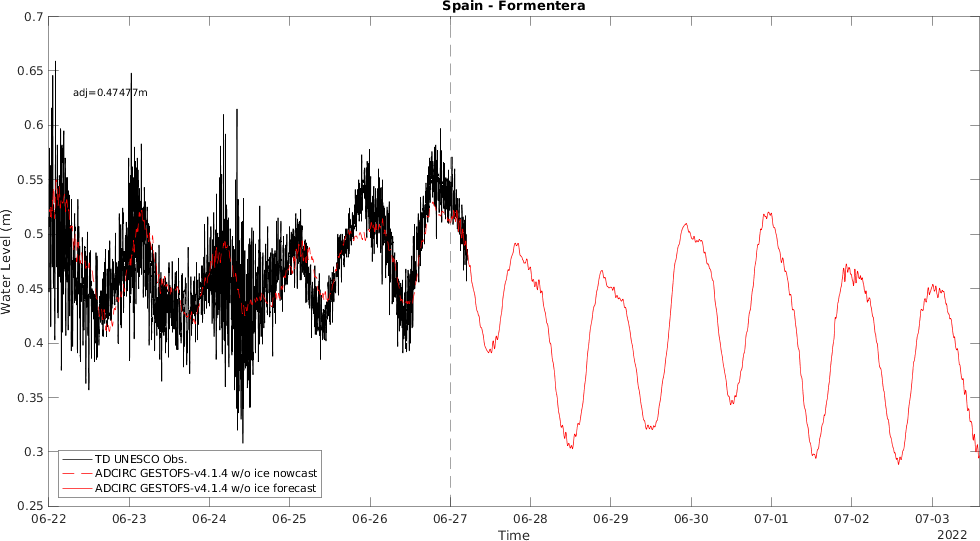 Spain - Formentera
0.7
0.65
0.6
0.55
0.5
0.45
0.4
0.35
0.3
0.25
Water Level (m)
adj=0.47477m
TD UNESCO Obs.
ADCIRC GESTOFS-v4.1.4 w/o ice nowcast
ADCIRC GESTOFS-v4.1.4 w/o ice forecast
06-22 06-23 06-24 06-25 06-26 06-27 06-28 06-29 06-30 07-01 07-02 07-03
Time
2022